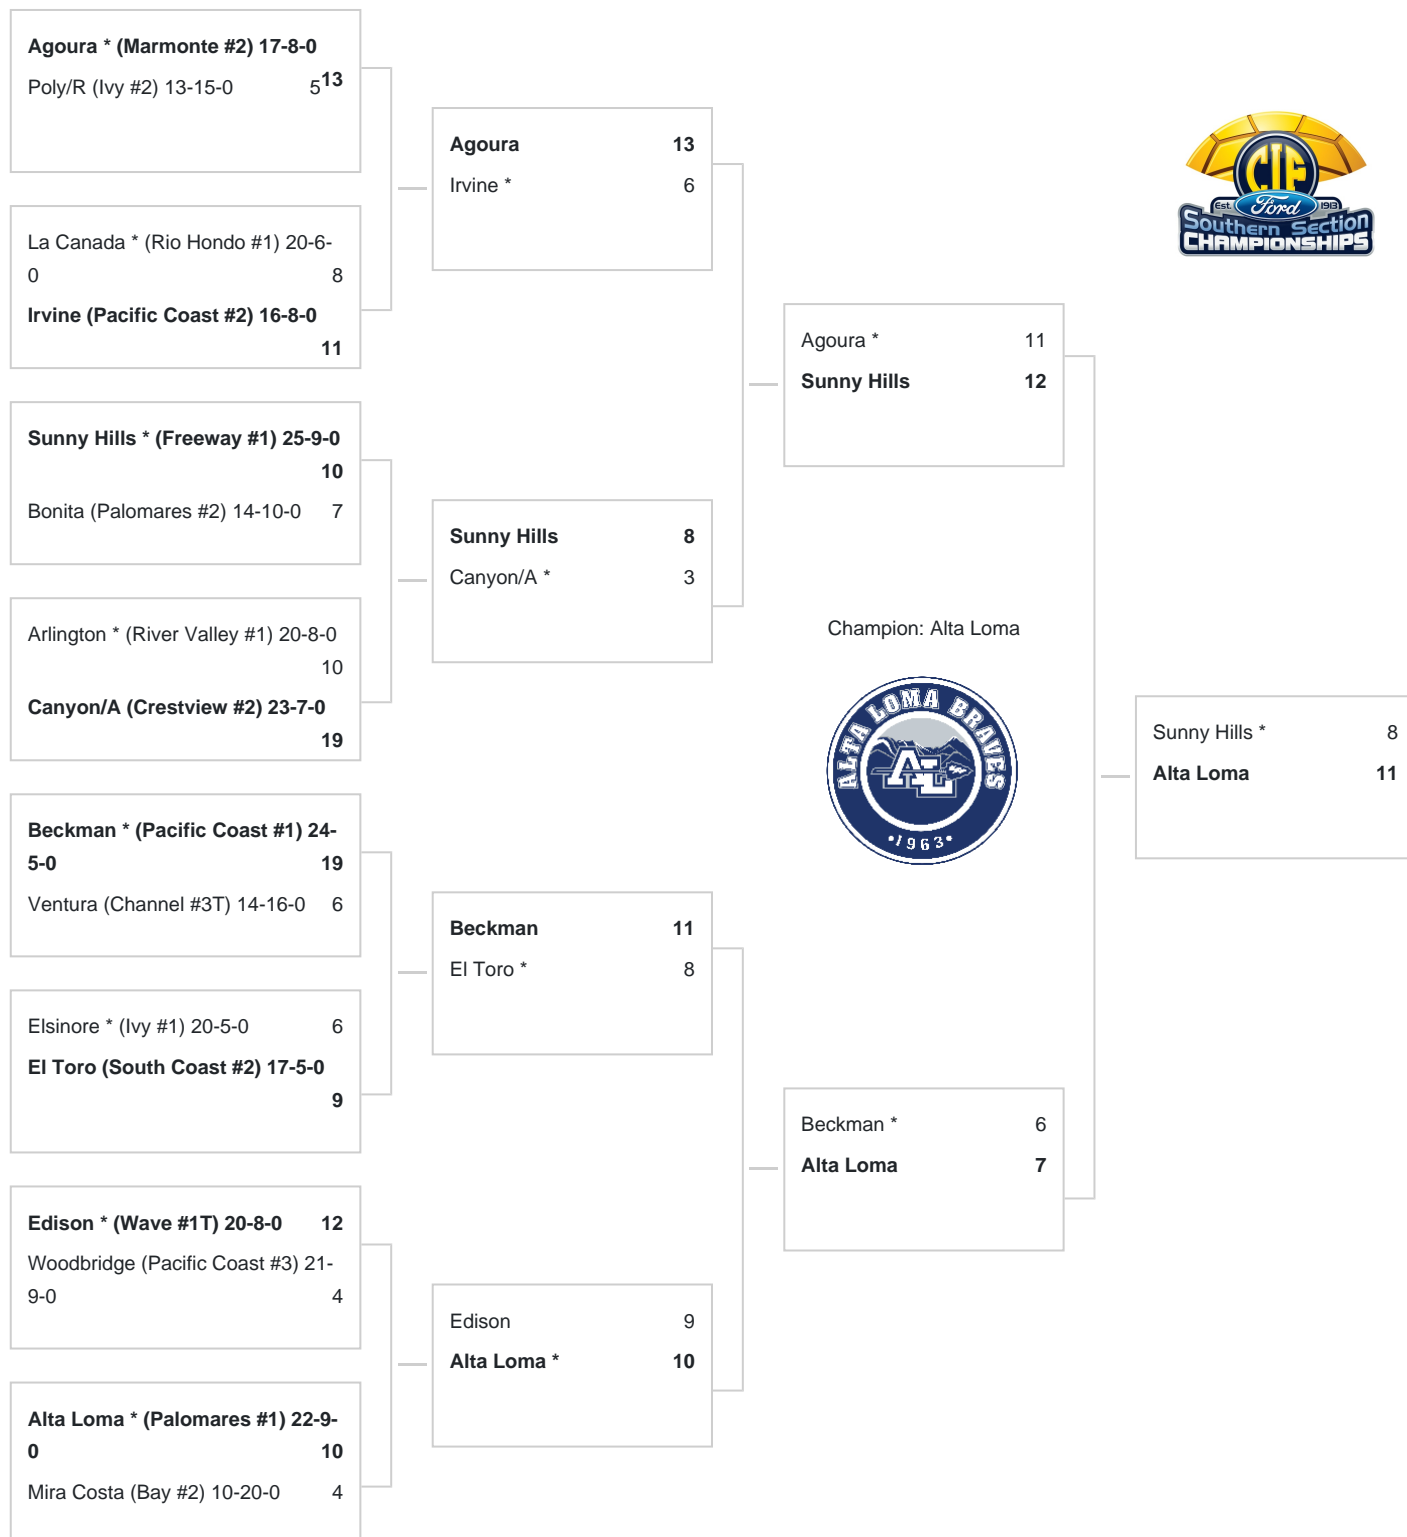 Agoura * (Marmonte #2) 17-8-0
13
Poly/R (Ivy #2) 13-15-0 5
La Canada * (Rio Hondo #1) 20-6-
0 8
Irvine (Pacific Coast #2) 16-8-0
11
Sunny Hills * (Freeway #1) 25-9-0
10
Bonita (Palomares #2) 14-10-0 7
Arlington * (River Valley #1) 20-8-0
10
Canyon/A (Crestview #2) 23-7-0
19
Beckman * (Pacific Coast #1) 24-
5-0 19
Ventura (Channel #3T) 14-16-0 6
Elsinore * (Ivy #1) 20-5-0 6
El Toro (South Coast #2) 17-5-0
9
Edison * (Wave #1T) 20-8-0 12
Woodbridge (Pacific Coast #3) 21-
9-0 4
Alta Loma * (Palomares #1) 22-9-
0 10
Mira Costa (Bay #2) 10-20-0 4
Agoura 13
Irvine * 6
Sunny Hills 8
Canyon/A * 3
Beckman 11
El Toro * 8
Edison 9
Alta Loma * 10
Agoura * 11
Sunny Hills 12
Beckman * 6
Alta Loma 7
Champion: Alta Loma
ALTA LOMA BRAVES
AL
•1963•
CIF
Est. Ford 1913
Southern Section
CHAMPIONSHIPS
Sunny Hills * 8
Alta Loma 11